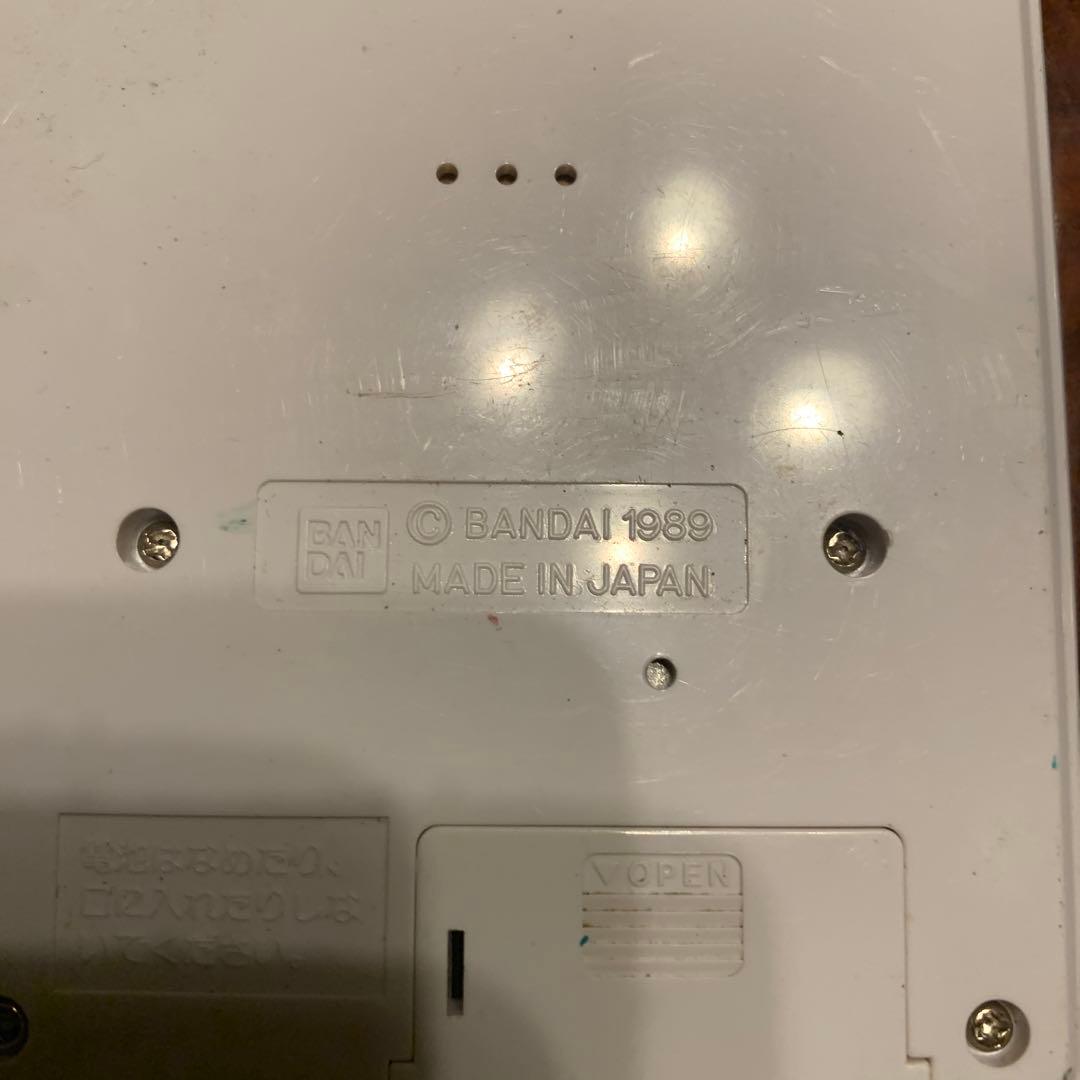 BAN
DAI
© BANDAI 1989
MADE IN JAPAN
電池はなめたり、
口に入れたりしな
いでください。
▽OPEN